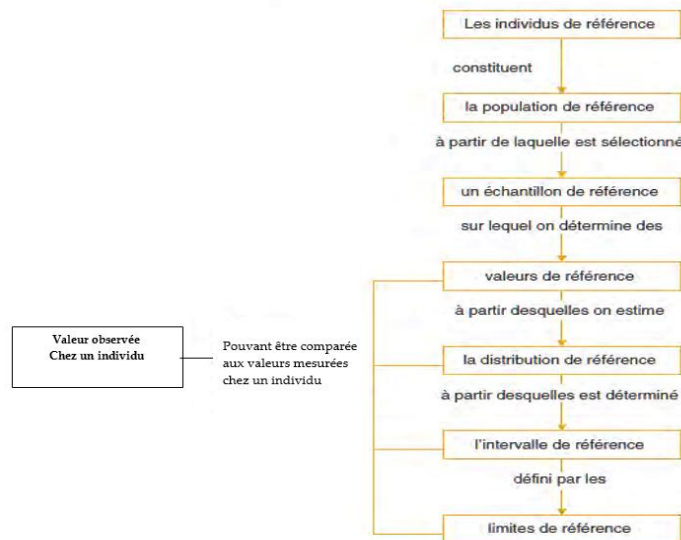 Les individus de référence
constituent
la population de référence
à partir de laquelle est sélectionné
un échantillon de référence
sur lequel on détermine des
valeurs de référence
à partir desquelles on estime
la distribution de référence
à partir desquelles est déterminé
l'intervalle de référence
défini par les
limites de référence
Valeur observée
Chez un individu
Pouvant être comparée
aux valeurs mesurées
chez un individu